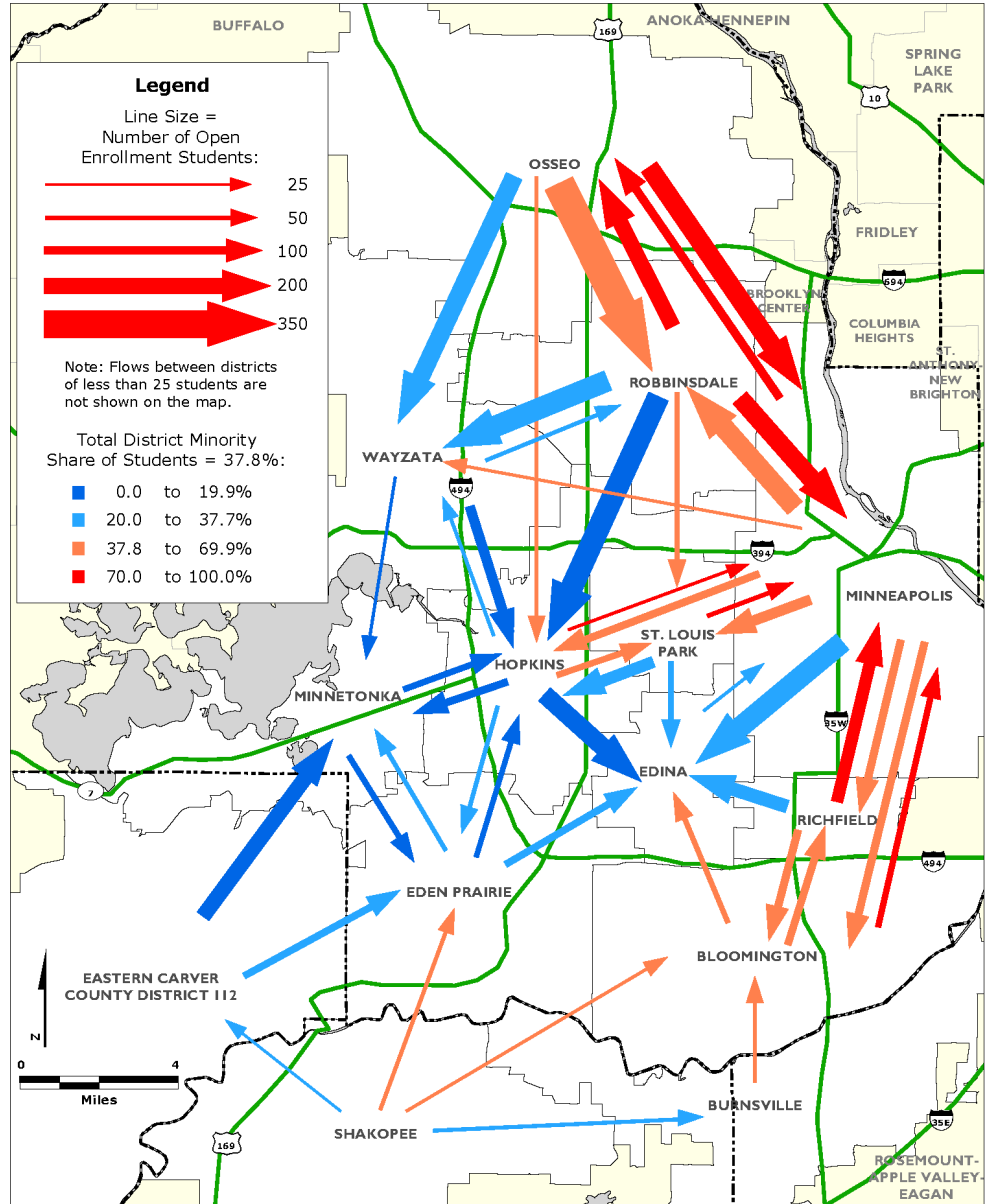 BUFFALO
ANOKA-HENNEPIN
169
SPRING
LAKE
PARK
10
Legend
Line Size =
Number of Open
Enrollment Students:
25
50
100
200
350
Note: Flows between districts
of less than 25 students are
not shown on the map.
Total District Minority
Share of Students = 37.8%:
0.0 to 19.9%
20.0 to 37.7%
37.8 to 69.9%
70.0 to 100.0%
OSSEO
FRIDLEY
694
BROOKLYN
CENTER
COLUMBIA
HEIGHTS
ST.
ANTHONY-
NEW
BRIGHTON
ROBBINSDALE
WAYZATA
494
394
MINNEAPOLIS
ST. LOUIS
PARK
HOPKINS
MINNETONKA
35W
EDINA
7
RICHFIELD
494
EDEN PRAIRIE
BLOOMINGTON
EASTERN CARVER
COUNTY DISTRICT 112
N
0 4
Miles
BURNSVILLE
SHAKOPEE
169
35E
ROSEMOUNT-
APPLE VALLEY-
EAGAN